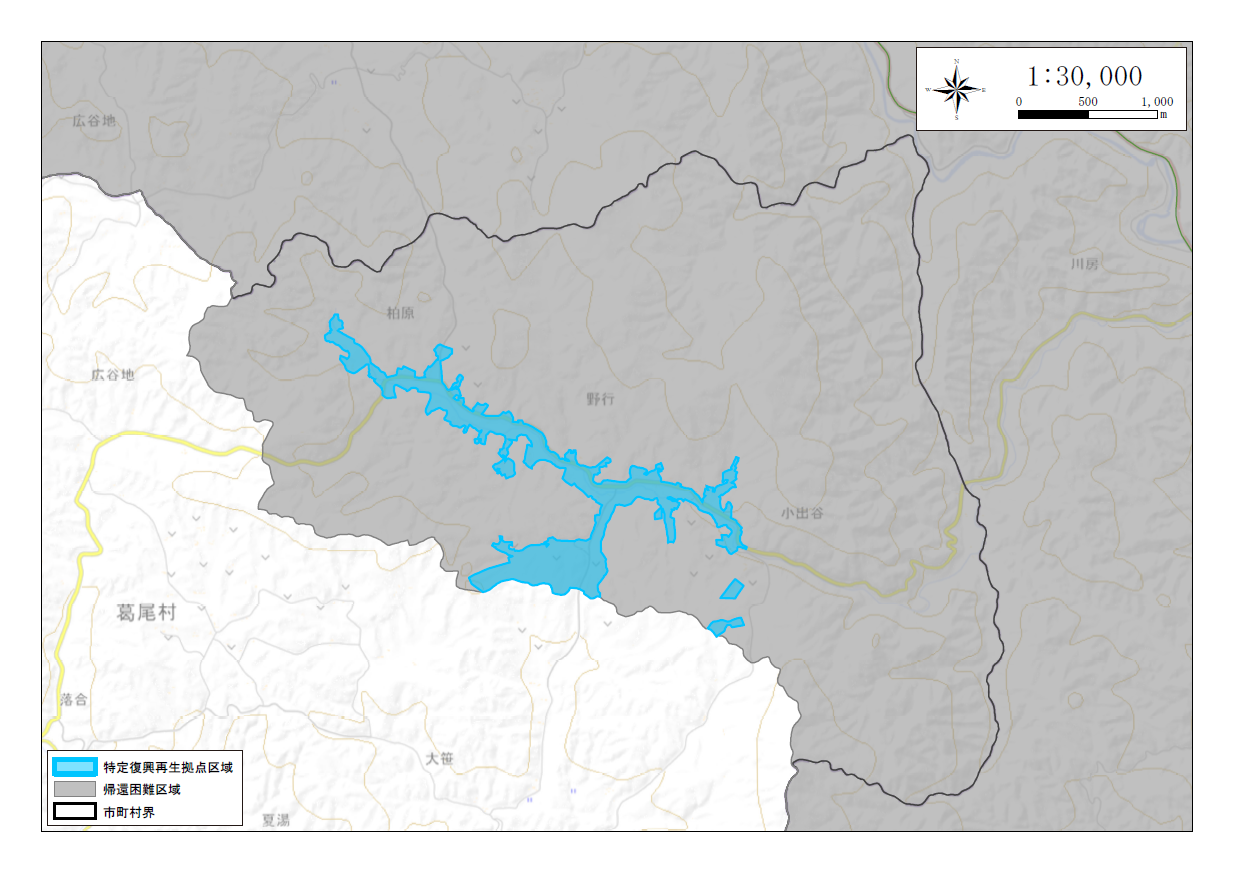 N
W E
S
1:30,000
0 500 1,000
m
広谷地
川房
柏原
広谷地
野行
小出谷
葛尾村
落合
大笹
夏湯
特定復興再生拠点区域
帰還困難区域
市町村界